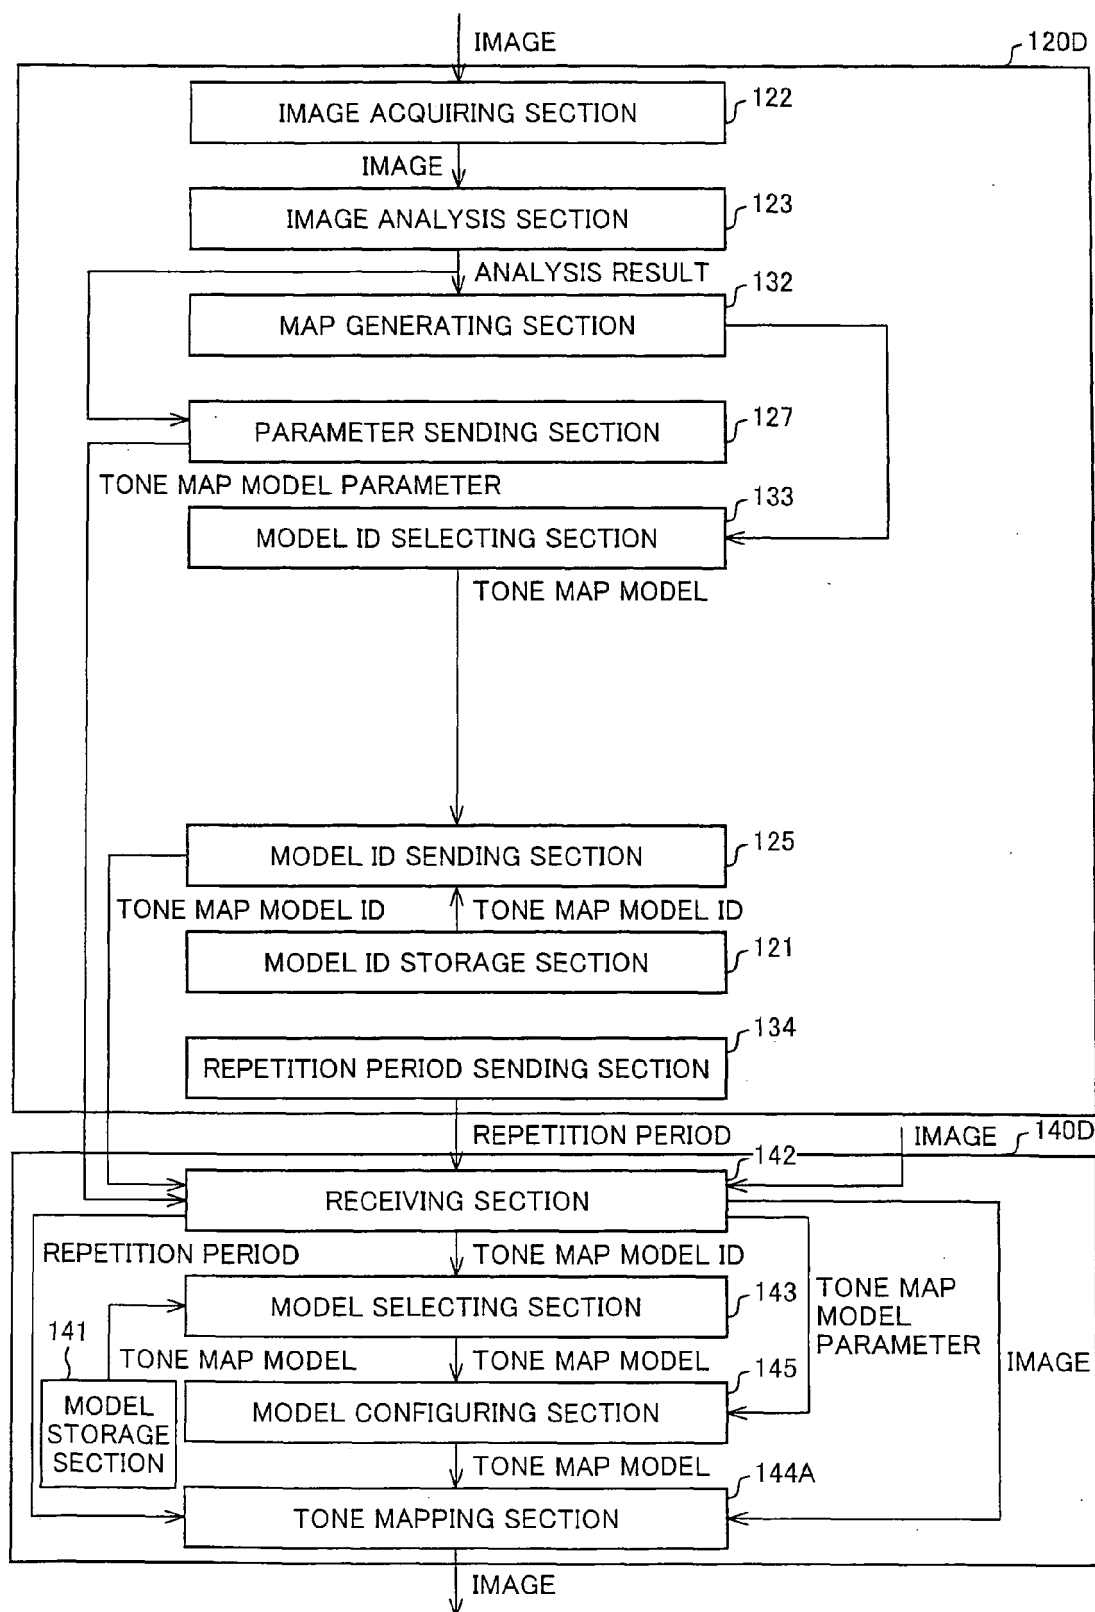 IMAGE
120D
IMAGE ACQUIRING SECTION
122
IMAGE
IMAGE ANALYSIS SECTION
123
ANALYSIS RESULT
132
MAP GENERATING SECTION
127
PARAMETER SENDING SECTION
TONE MAP MODEL PARAMETER
133
MODEL ID SELECTING SECTION
TONE MAP MODEL
MODEL ID SENDING SECTION
125
TONE MAP MODEL ID
TONE MAP MODEL ID
MODEL ID STORAGE SECTION
121
134
REPETITION PERIOD SENDING SECTION
REPETITION PERIOD
IMAGE
140D
142
RECEIVING SECTION
REPETITION PERIOD
TONE MAP MODEL ID
MODEL SELECTING SECTION
143
TONE MAP
MODEL
PARAMETER
IMAGE
141
TONE MAP MODEL
TONE MAP MODEL
145
MODEL
STORAGE
SECTION
MODEL CONFIGURING SECTION
TONE MAP MODEL
144A
TONE MAPPING SECTION
IMAGE